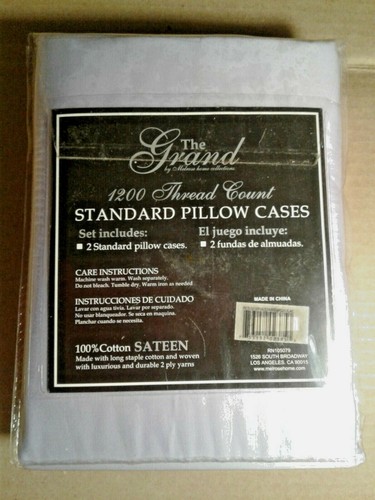 The
Grand
by Melrose home collections
1200 Thread Count
STANDARD PILLOW CASES
Set includes:
2 Standard pillow cases.
El juego incluye:
2 fundas de almuadas.
CARE INSTRUCTIONS
Machine wash warm. Wash separately.
Do not bleach. Tumble dry. Warm iron as needed
INSTRUCCIONES DE CUIDADO
Lavar con agua tívia. Lavar por separado.
No usar blanqueador. Se seca en maquina.
Planchar cuando se necesita.
100% Cotton SATEEN
Made with long staple cotton and woven
with luxurious and durable 2 ply yarns
MADE IN CHINA
1526 SOUTH BROADWAY
LOS ANGELES, CA 90015